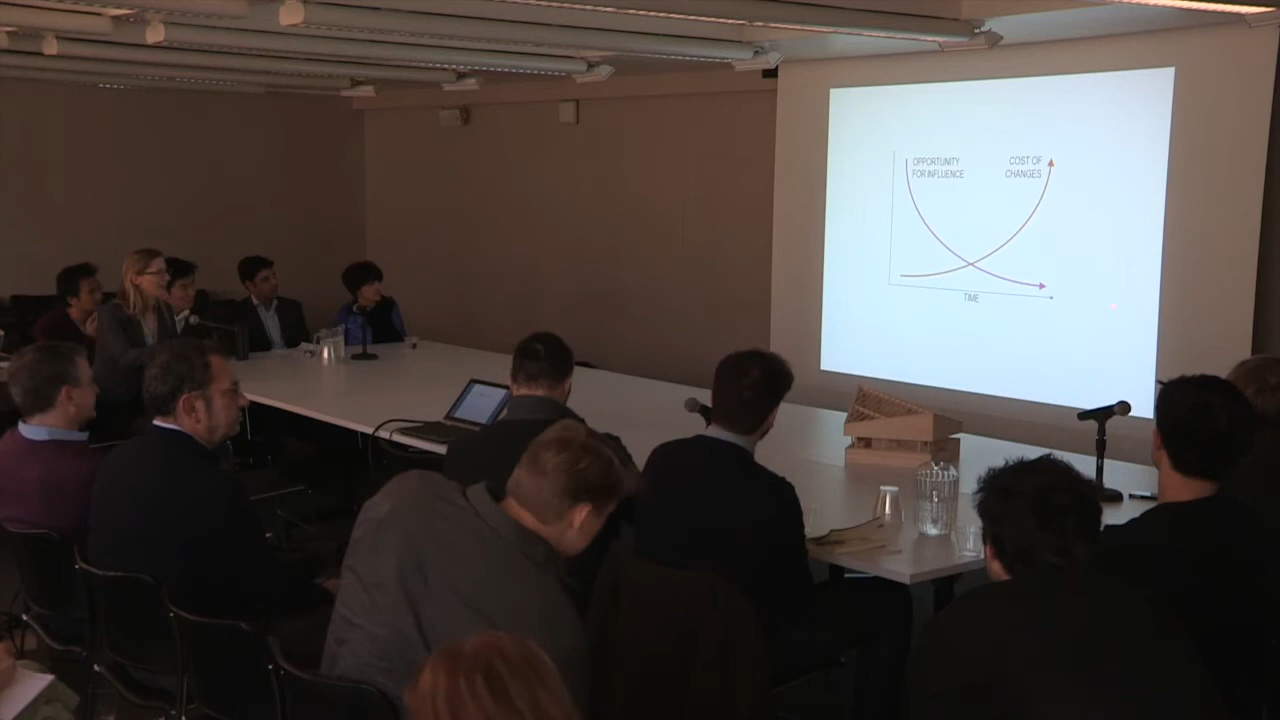 OPPORTUNITY
FOR INFLUENCE
COST OF
CHANGES
TIME